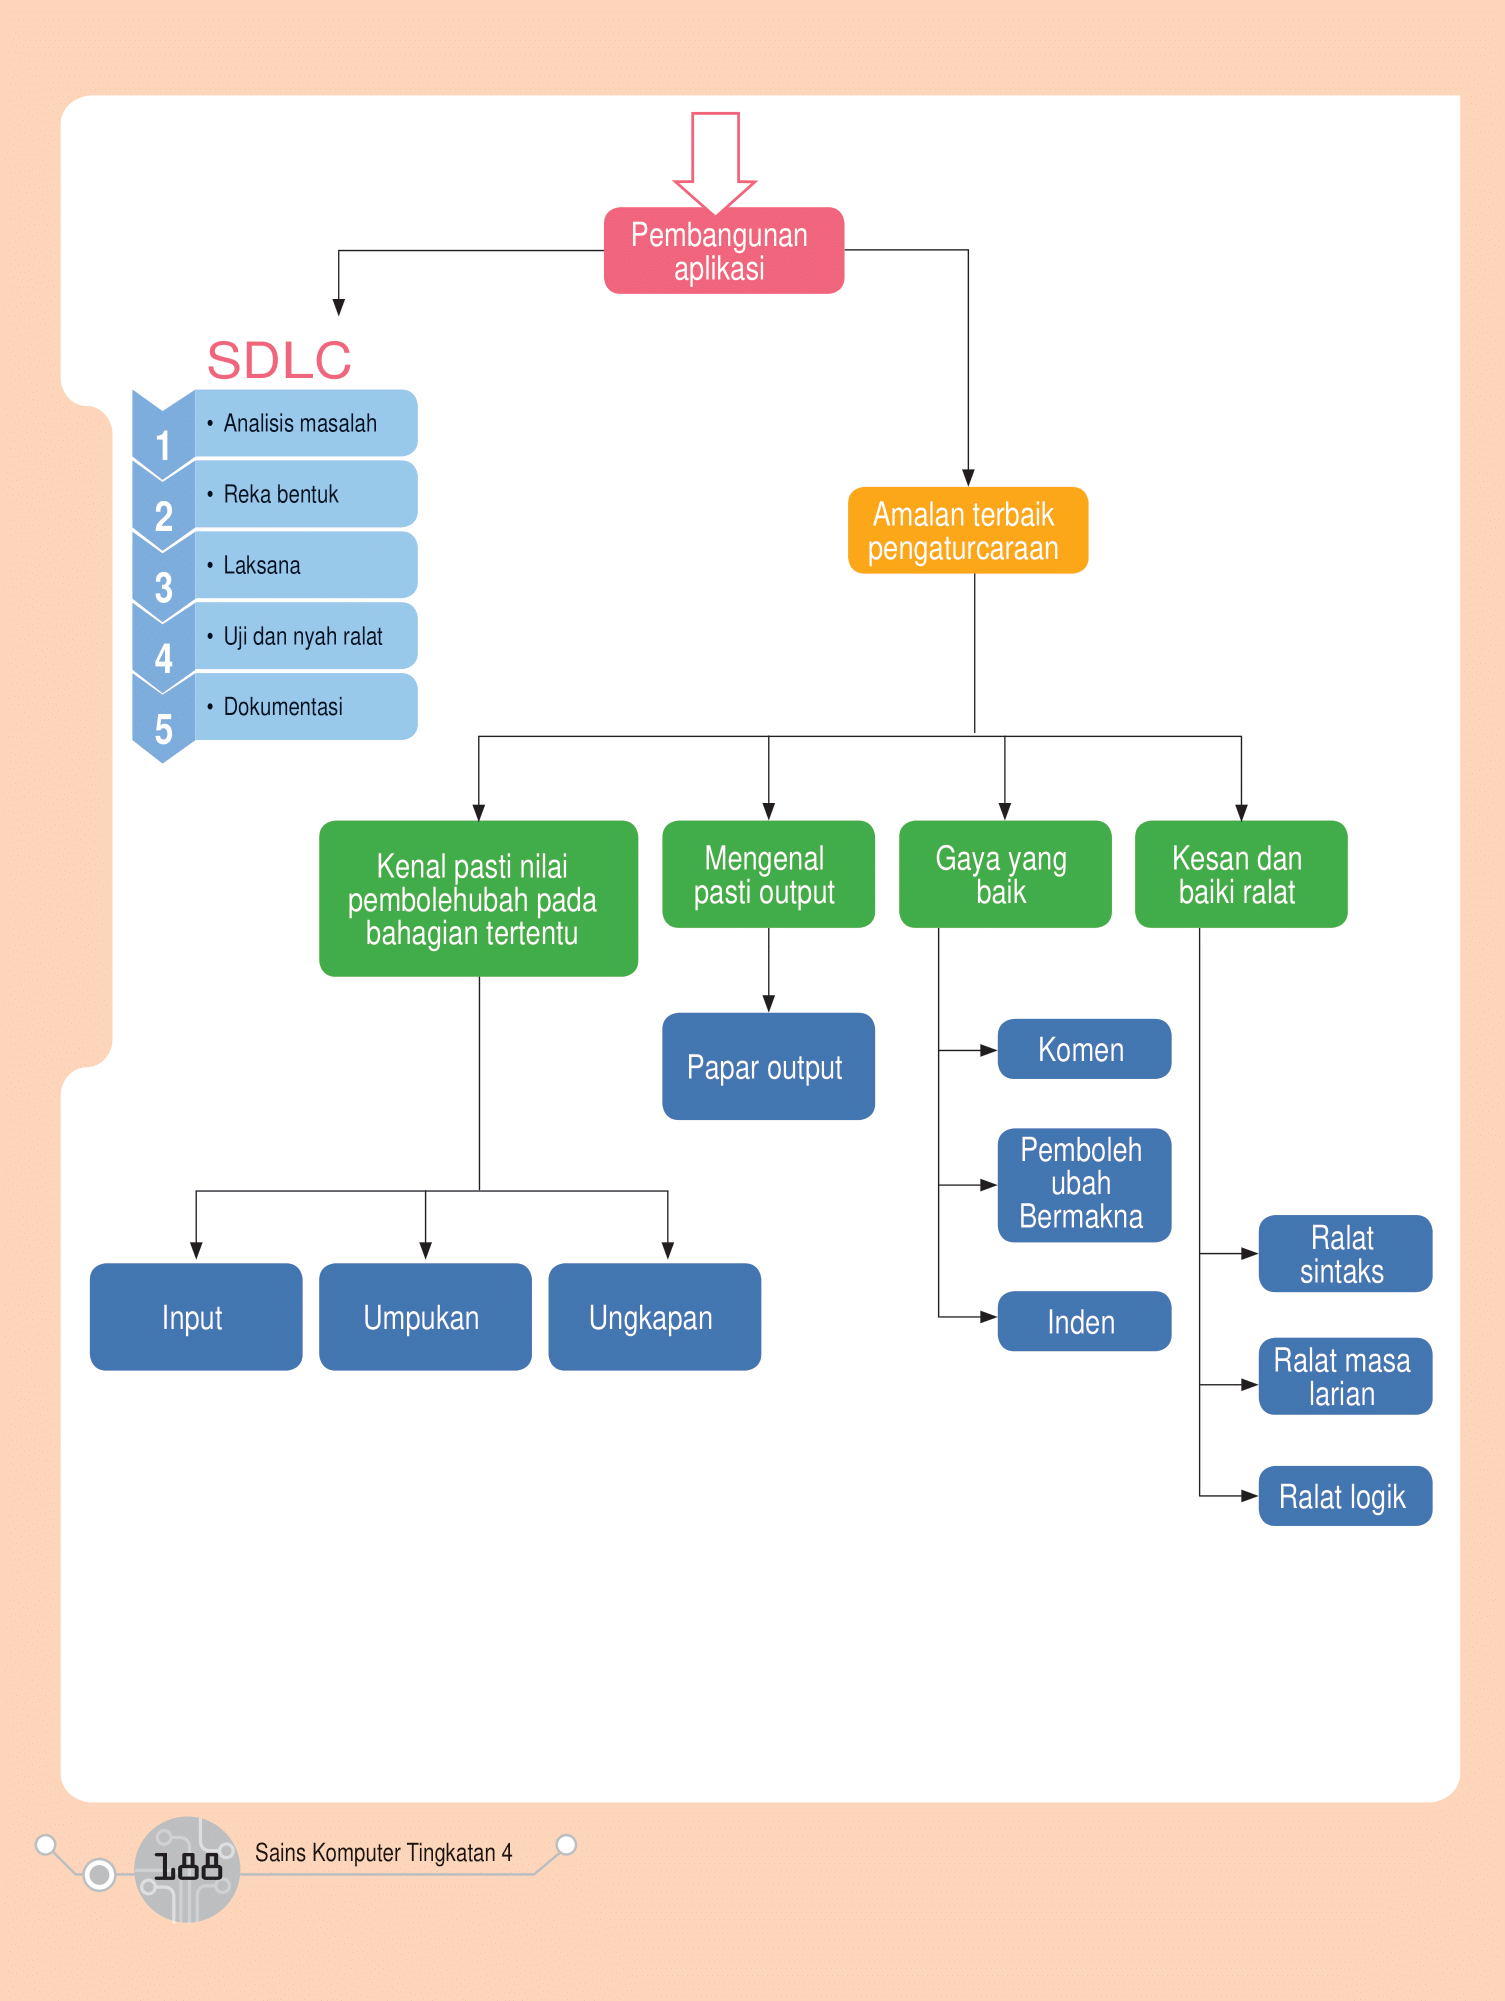 Pembangunan
aplikasi
SDLC
1
• Analisis masalah
2
• Reka bentuk
3
• Laksana
4
• Uji dan nyah ralat
5
• Dokumentasi
Amalan terbaik
pengaturcaraan
Kenal pasti nilai
pembolehubah pada
bahagian tertentu
Mengenal
pasti output
Gaya yang
baik
Kesan dan
baiki ralat
Input
Umpukan
Ungkapan
Papar output
Komen
Pemboleh
ubah
Bermakna
Inden
Ralat
sintaks
Ralat masa
larian
Ralat logik
188
Sains Komputer Tingkatan 4